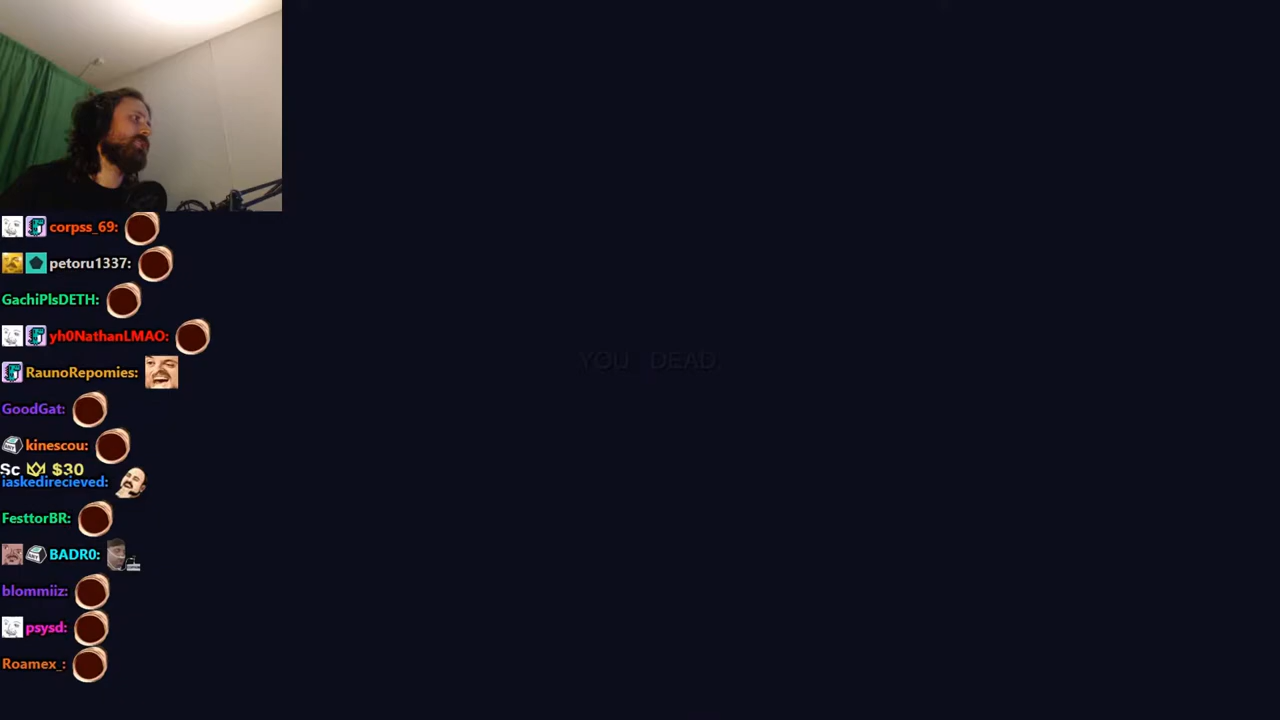 corpss_69:
petoru1337:
GachiPlsDETH:
yh0NathanLMAO:
RaunoRepomies:
GoodGat:
kinescou:
Sc $30
iaskedirecieved:
FesttorBR:
BADR0:
blommiiz:
psysd:
Roamex_:
YOU DEAD